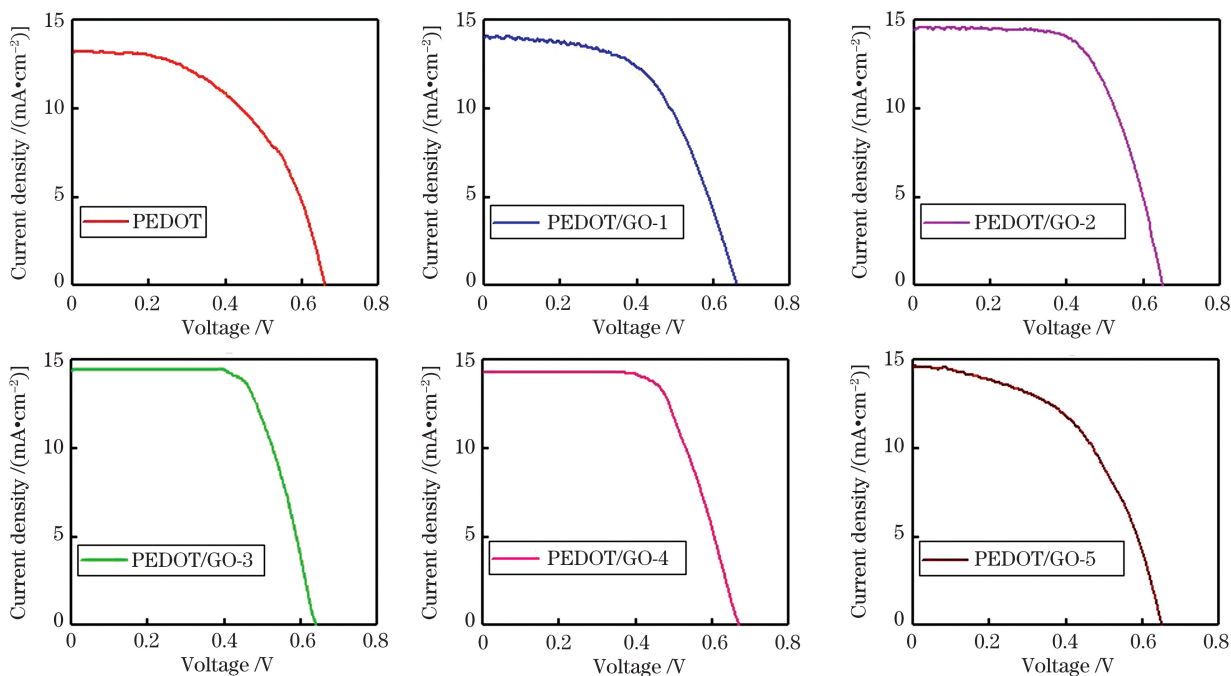 Current density /(mA•cm⁻²)]
15
10
5
0
PEDOT
0 0.2 0.4 0.6 0.8
Voltage /V
Current density /(mA•cm⁻²)]
15
10
5
0
PEDOT/GO-1
0 0.2 0.4 0.6 0.8
Voltage /V
Current density /(mA•cm⁻²)]
15
10
5
0
PEDOT/GO-2
0 0.2 0.4 0.6 0.8
Voltage /V
Current density /(mA•cm⁻²)]
15
10
5
0
PEDOT/GO-3
0 0.2 0.4 0.6 0.8
Voltage /V
Current density /(mA•cm⁻²)]
15
10
5
0
PEDOT/GO-4
0 0.2 0.4 0.6 0.8
Voltage /V
Current density /(mA•cm⁻²)]
15
10
5
0
PEDOT/GO-5
0 0.2 0.4 0.6 0.8
Voltage /V